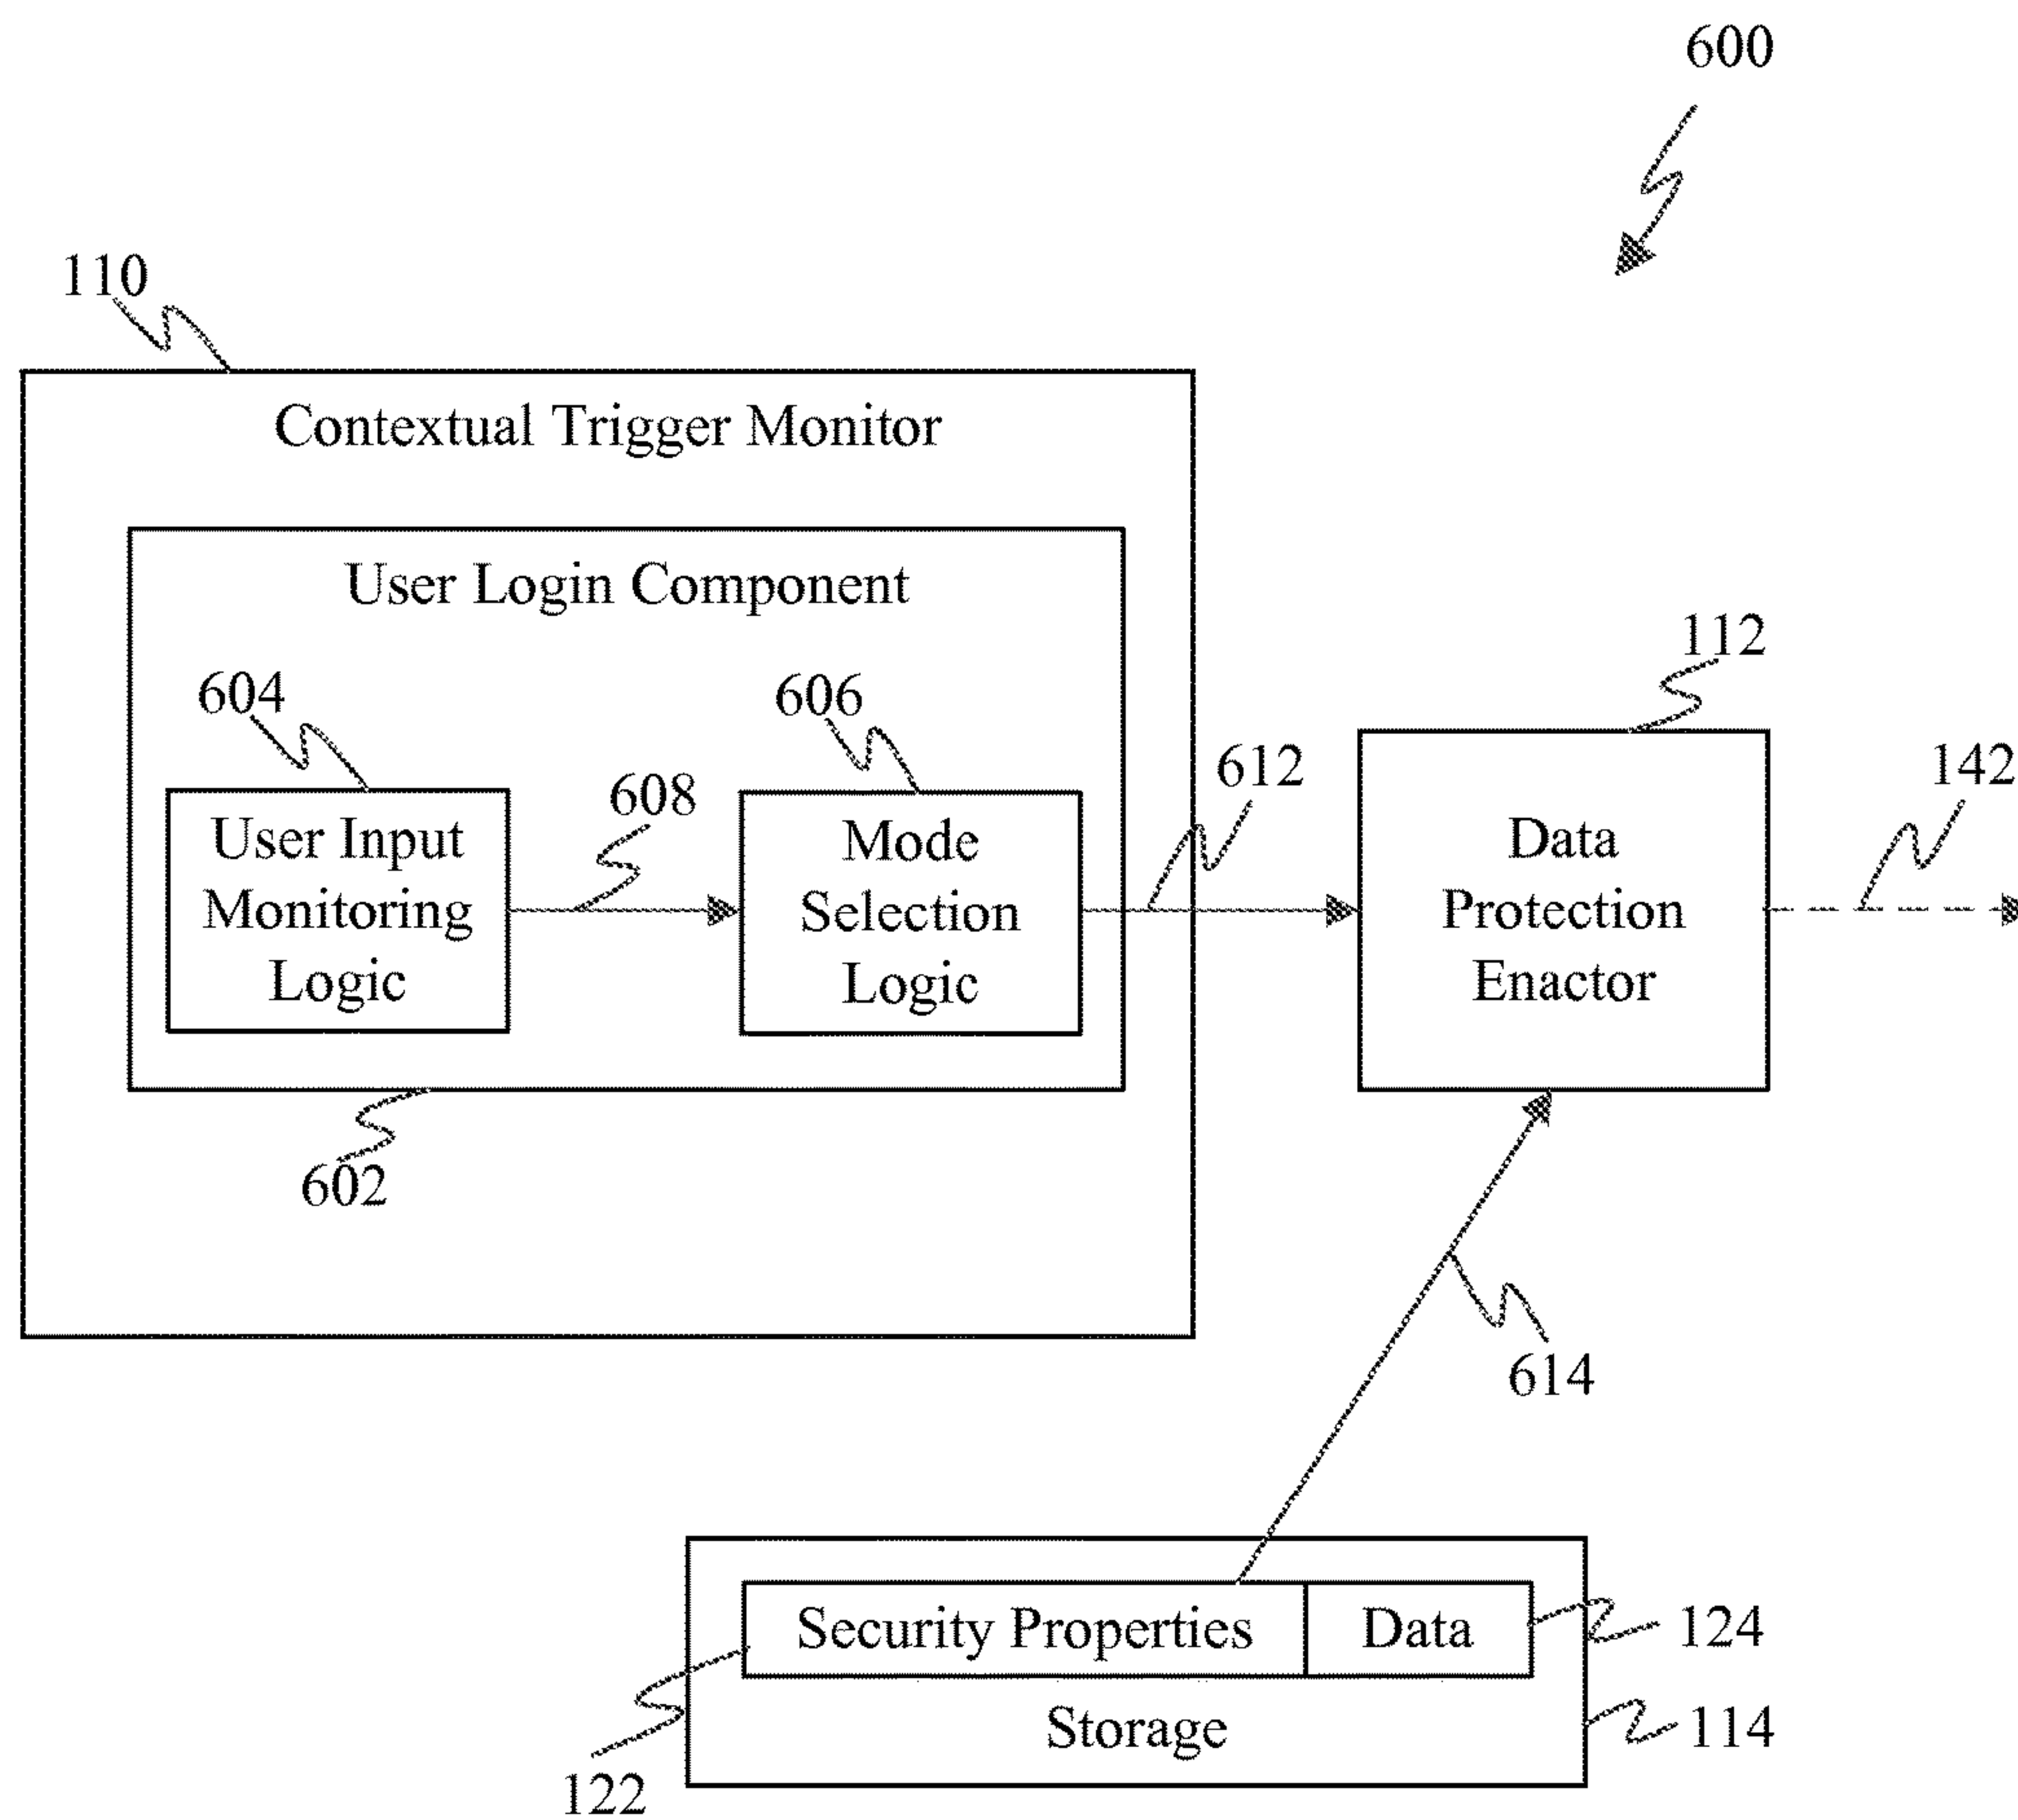 600
110
Contextual Trigger Monitor
User Login Component
604
606
608
612
112
142
User Input
Monitoring
Logic
Mode
Selection
Logic
Data
Protection
Enactor
602
614
Security Properties
Data
124
Storage
114
122